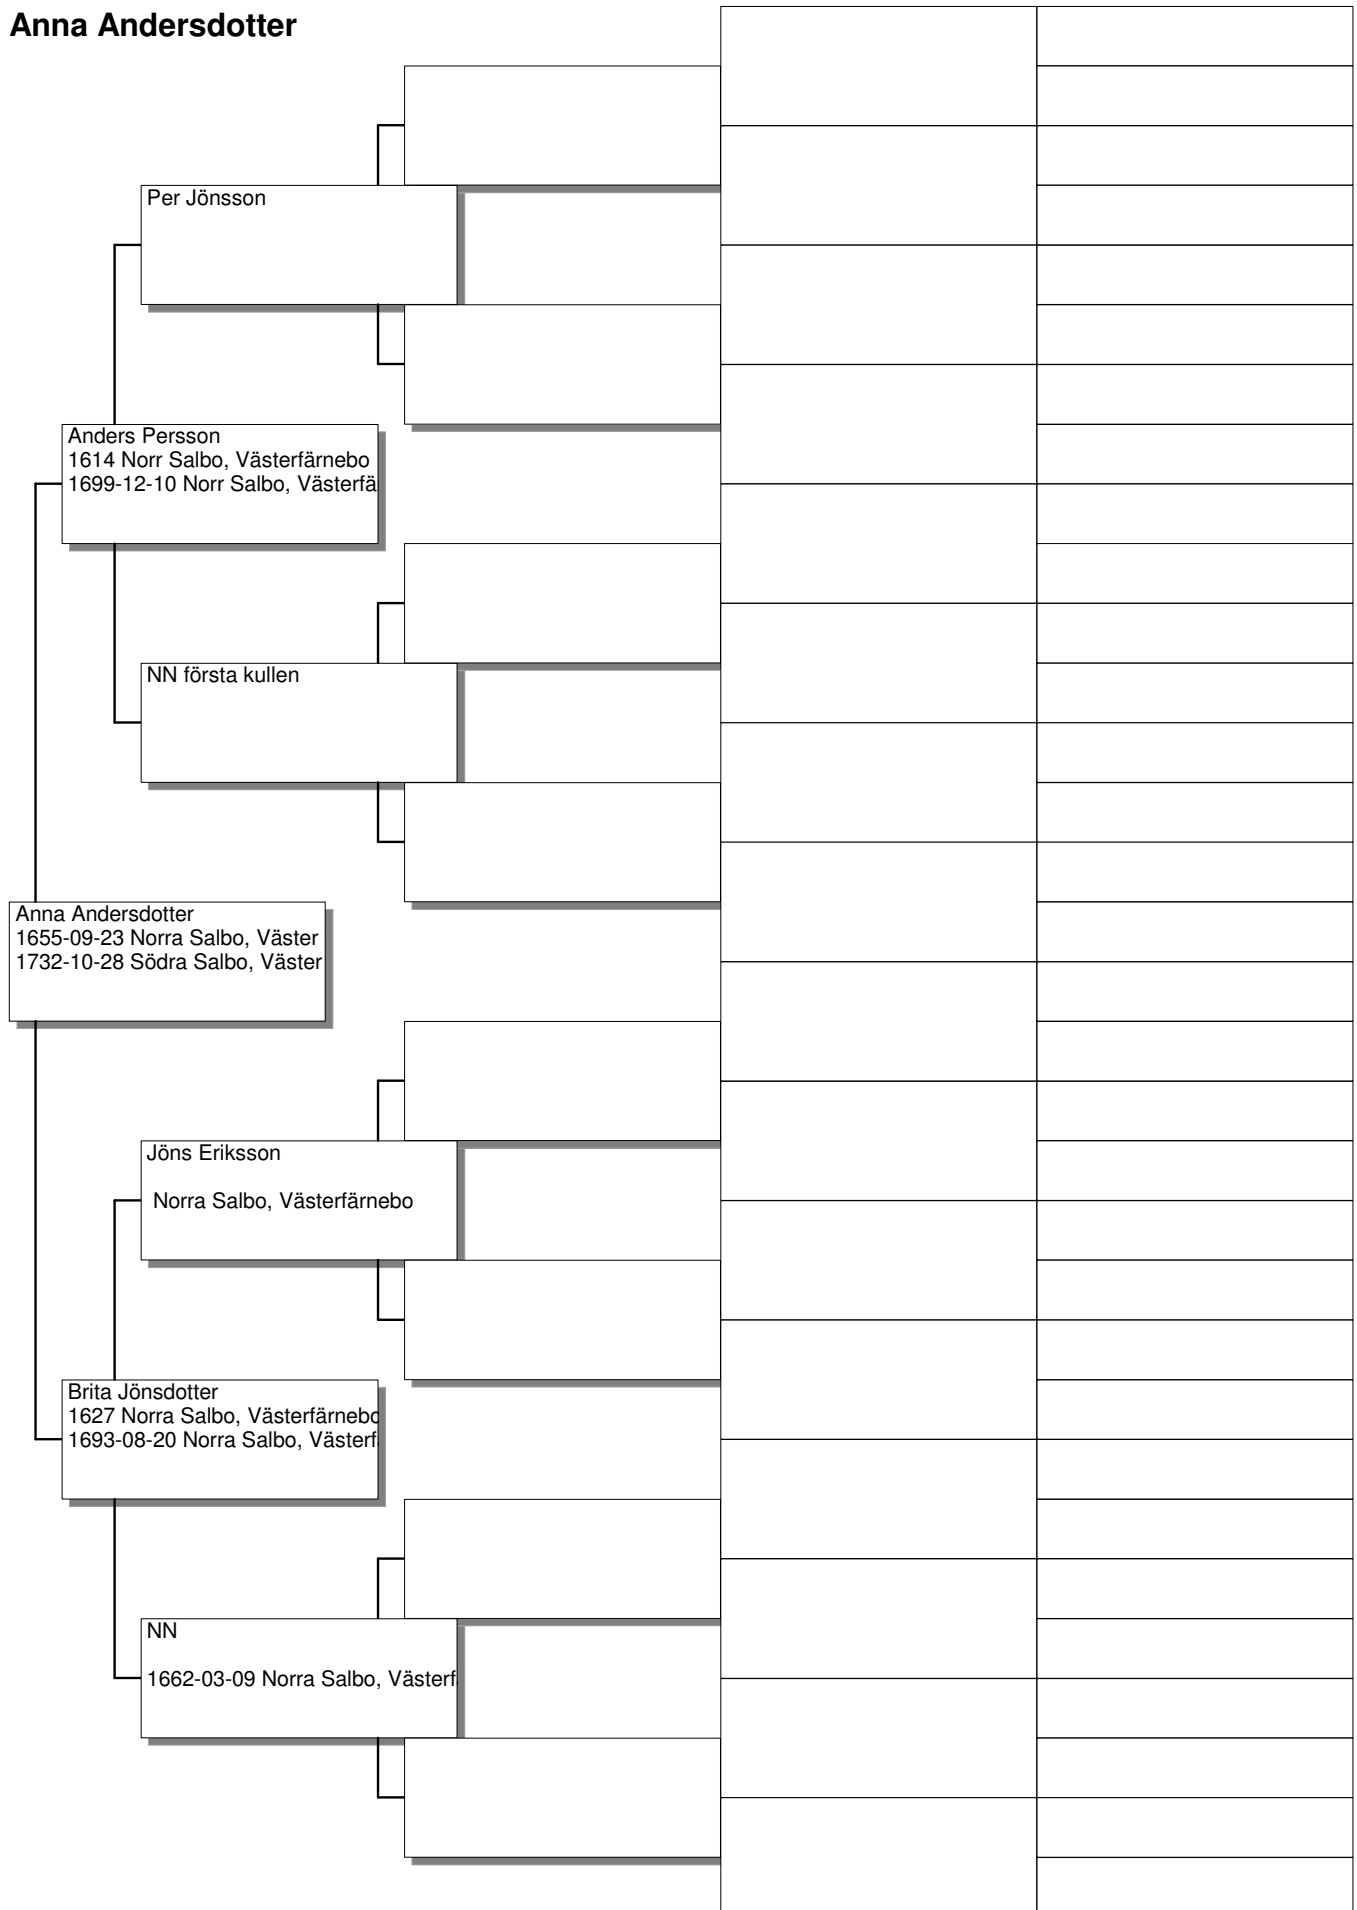 Anna Andersdotter
Per Jönsson
Anders Persson
1614 Norr Salbo, Västerfärnebo
1699-12-10 Norr Salbo, Västerfä
NN första kullen
Anna Andersdotter
1655-09-23 Norra Salbo, Väster
1732-10-28 Södra Salbo, Väster
Jöns Eriksson
Norra Salbo, Västerfärnebo
Brita Jönsdotter
1627 Norra Salbo, Västerfärnebo
1693-08-20 Norra Salbo, Västerf
NN
1662-03-09 Norra Salbo, Västerf